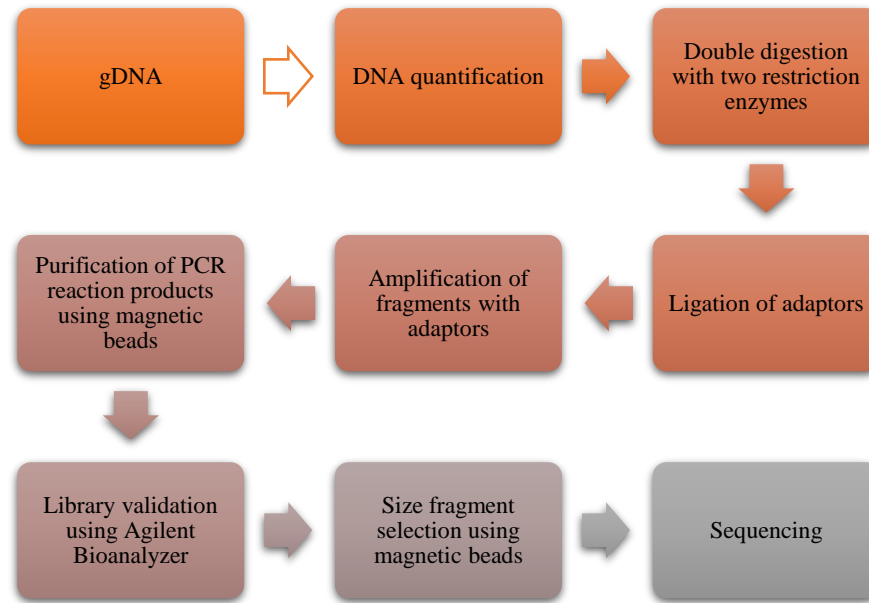 gDNA
DNA quantification
Double digestion
with two restriction
enzymes
Ligation of adaptors
Amplification of
fragments with
adaptors
Purification of PCR
reaction products
using magnetic
beads
Library validation
using Agilent
Bioanalyzer
Size fragment
selection using
magnetic beads
Sequencing